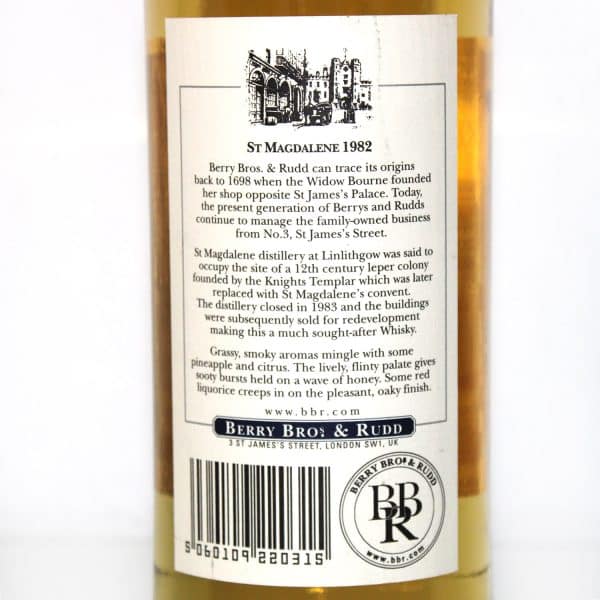 ST MAGDALENE 1982
Berry Bros. & Rudd can trace its origins
back to 1698 when the Widow Bourne founded
her shop opposite St James's Palace. Today,
the present generation of Berrys and Rudds
continue to manage the family-owned business
from No.3, St James's Street.
St Magdalene distillery at Linlithgow was said to
occupy the site of a 12th century leper colony
founded by the Knights Templar which was later
replaced with St Magdalene's convent.
The distillery closed in 1983 and the buildings
were subsequently sold for redevelopment
making this a much sought-after Whisky.
Grassy, smoky aromas mingle with some
pineapple and citrus. The lively, flinty palate gives
sooty bursts held on a wave of honey. Some red
liquorice creeps in on the pleasant, oaky finish.
www.bbr.com
BERRY BROS & RUDD
3 ST JAMES'S STREET, LONDON SW1, UK
5 060109 220315
BERRY BROS & RUDD
BBR
www.bbr.com